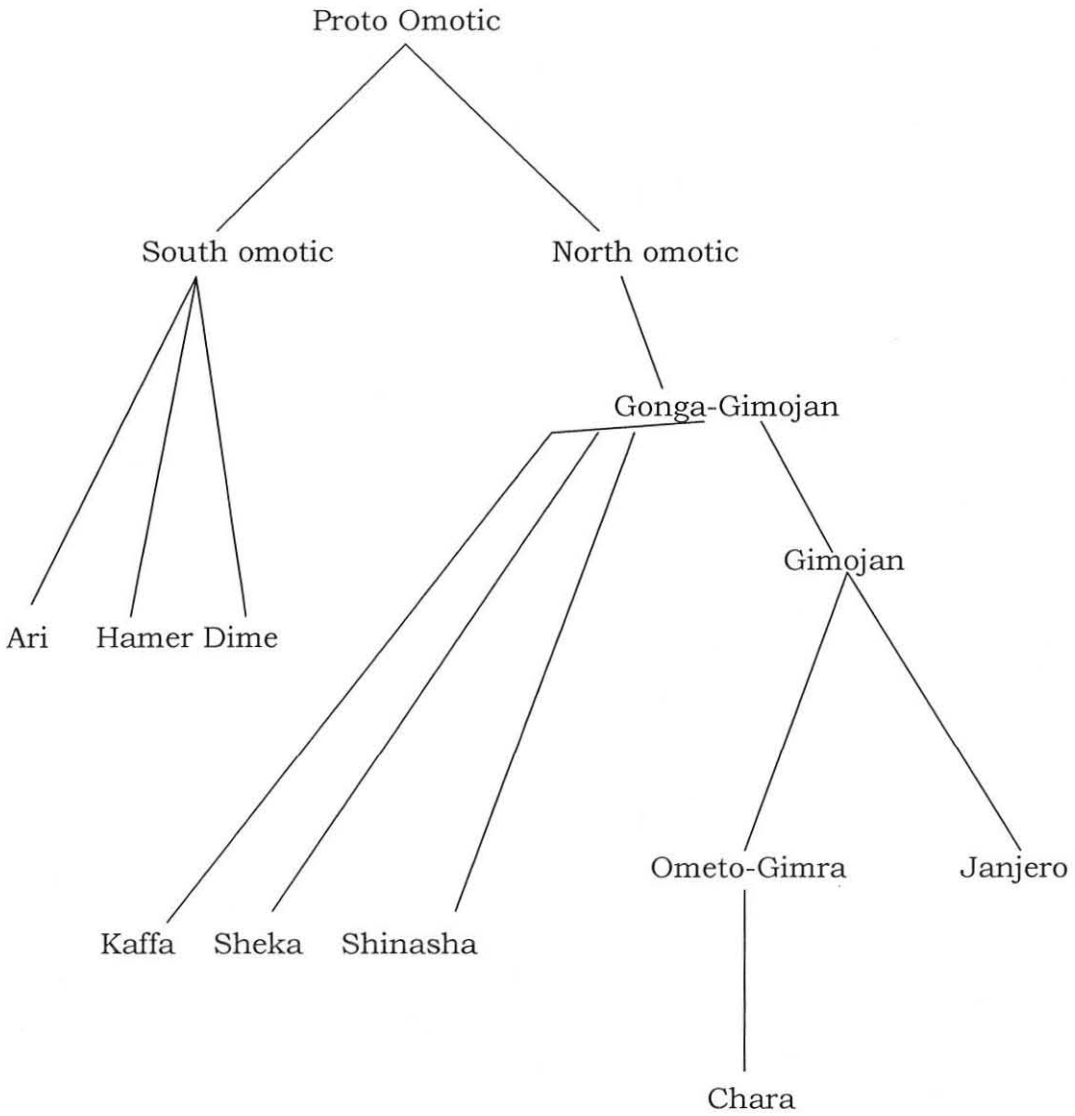 Proto Omotic
South omotic North omotic
Gonga-Gimojan
Gimojan
Ari Hamer Dime
Ometo-Gimra Janjero
Kaffa Sheka Shinasha
Chara